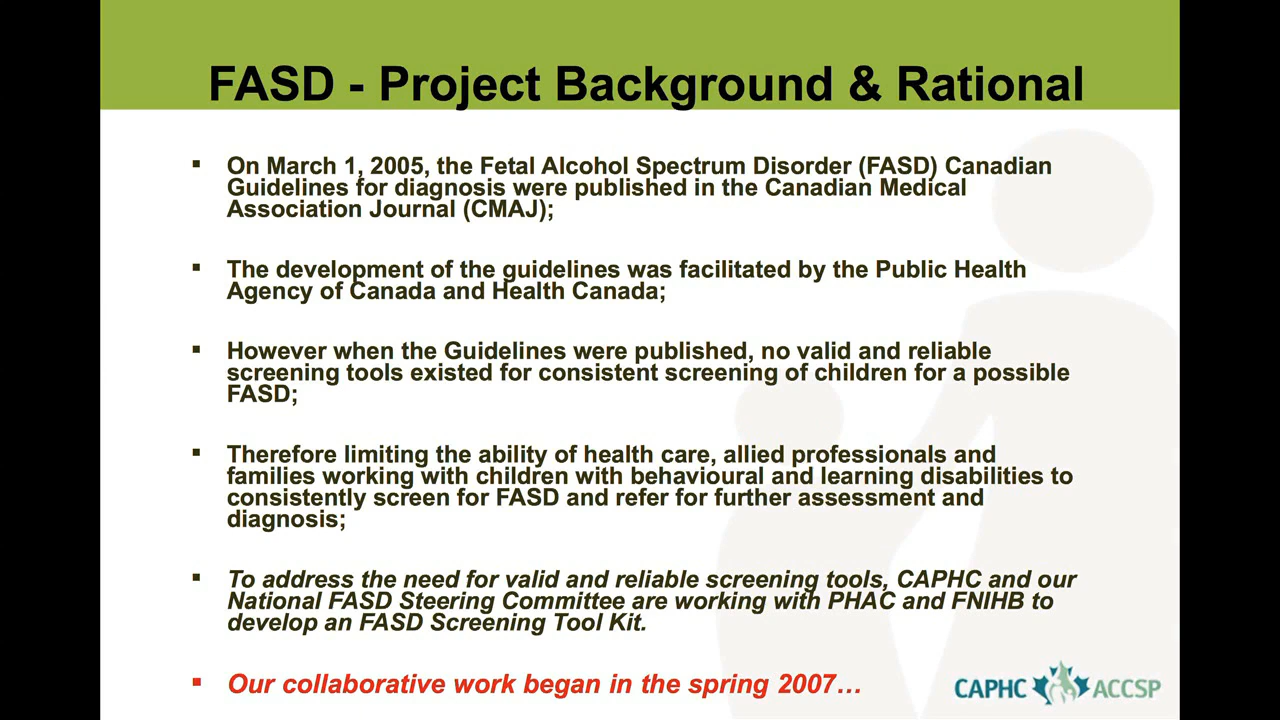 FASD - Project Background & Rational
▪ On March 1, 2005, the Fetal Alcohol Spectrum Disorder (FASD) Canadian
Guidelines for diagnosis were published in the Canadian Medical
Association Journal (CMAJ);
▪ The development of the guidelines was facilitated by the Public Health
Agency of Canada and Health Canada;
▪ However when the Guidelines were published, no valid and reliable
screening tools existed for consistent screening of children for a possible
FASD;
▪ Therefore limiting the ability of health care, allied professionals and
families working with children with behavioural and learning disabilities to
consistently screen for FASD and refer for further assessment and
diagnosis;
▪ To address the need for valid and reliable screening tools, CAPHC and our
National FASD Steering Committee are working with PHAC and FNIHB to
develop an FASD Screening Tool Kit.
▪ Our collaborative work began in the spring 2007…
CAPHC ACCSP